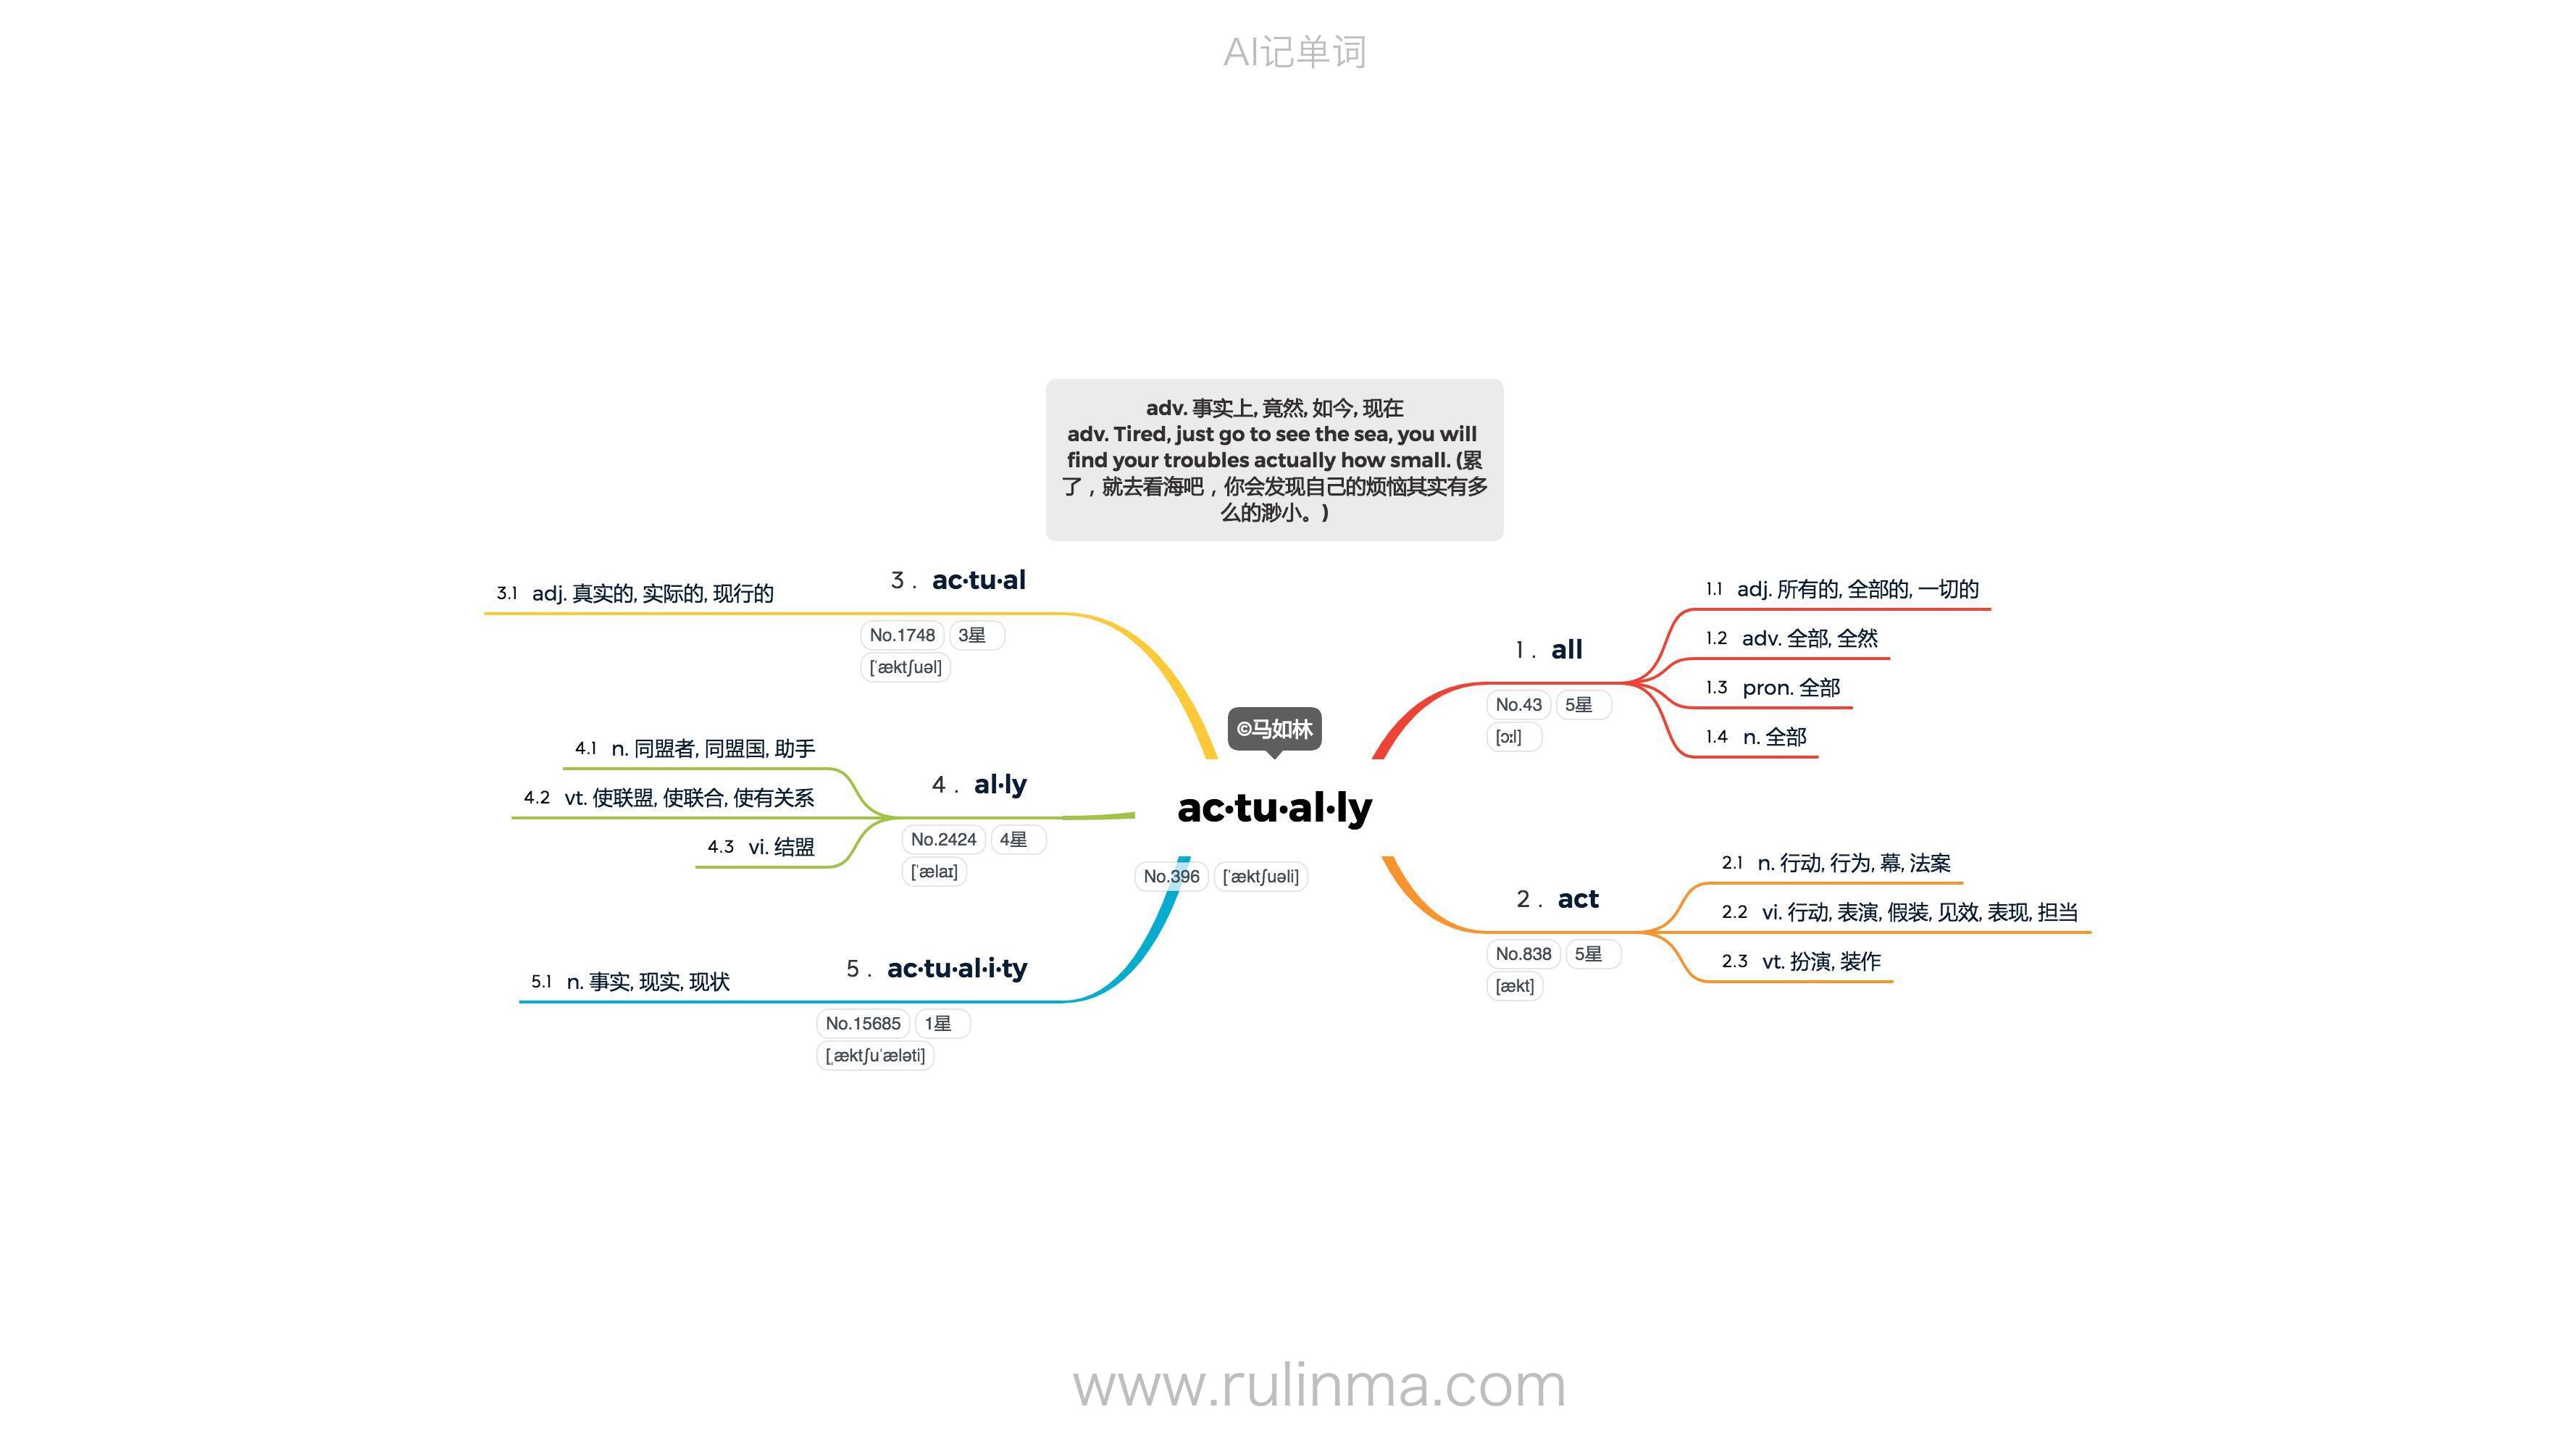 AI记单词
adv. 事实上, 竟然, 如今, 现在
adv. Tired, just go to see the sea, you will
find your troubles actually how small. (累
了，就去看海吧，你会发现自己的烦恼其实有多
么的渺小。)
©马如林
ac·tu·al·ly
No.396 [ˈæktʃuəli]
1 . all
No.43 5星
[ɔːl]
1.1 adj. 所有的, 全部的, 一切的
1.2 adv. 全部, 全然
1.3 pron. 全部
1.4 n. 全部
2 . act
No.838 5星
[ækt]
2.1 n. 行动, 行为, 幕, 法案
2.2 vi. 行动, 表演, 假装, 见效, 表现, 担当
2.3 vt. 扮演, 装作
3 . ac·tu·al
No.1748 3星
[ˈæktʃuəl]
3.1 adj. 真实的, 实际的, 现行的
4 . al·ly
No.2424 4星
[ˈælaɪ]
4.1 n. 同盟者, 同盟国, 助手
4.2 vt. 使联盟, 使联合, 使有关系
4.3 vi. 结盟
5 . ac·tu·al·i·ty
No.15685 1星
[ˌæktʃuˈæləti]
5.1 n. 事实, 现实, 现状
www.rulinma.com